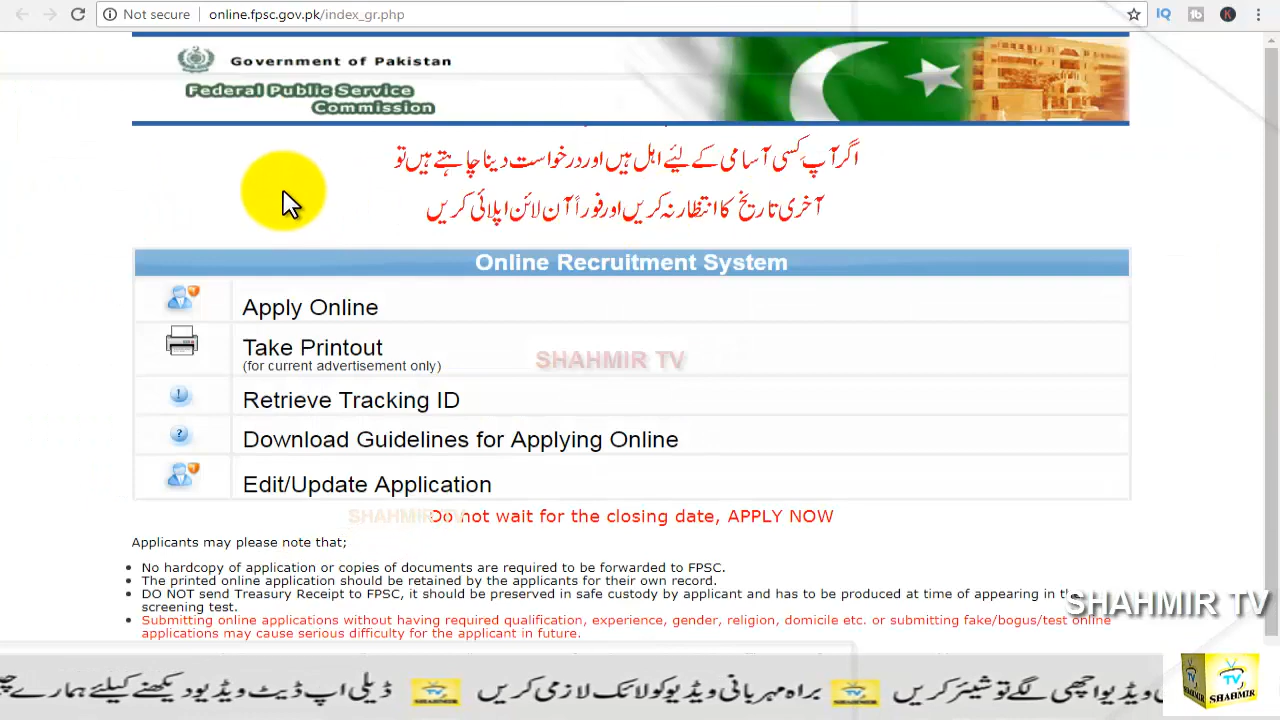 Not secure
online.fpsc.gov.pk/index_gr.php
Government of Pakistan
Federal Public Service
Commission
اگر آپ کسی آسامی کے لیئے اہل ہیں اور درخواست دینا چاہتے ہیں تو
آخری تاریخ کا انتظار نہ کریں اور فوراً آن لائن اپلائی کریں
Online Recruitment System
Apply Online
Take Printout
(for current advertisement only)
SHAHMIR TV
Retrieve Tracking ID
Download Guidelines for Applying Online
Edit/Update Application
SHAHMIR TV
Do not wait for the closing date, APPLY NOW
Applicants may please note that;
No hardcopy of application or copies of documents are required to be forwarded to FPSC.
The printed online application should be retained by the applicants for their own record.
DO NOT send Treasury Receipt to FPSC, it should be preserved in safe custody by applicant and has to be produced at time of appearing in the
screening test.
SHAHMIR TV
Submitting online applications without having required qualification, experience, gender, religion, domicile etc. or submitting fake/bogus/test online
applications may cause serious difficulty for the applicant in future.
ویڈیو اچھی لگے تو شیئر کریں براہ مہربانی ویڈیو کو لائک لازمی کریں ڈیلی اپ ڈیٹ ویڈیو دیکھنے کیلئے ہمارے
TV
SHAHMIR